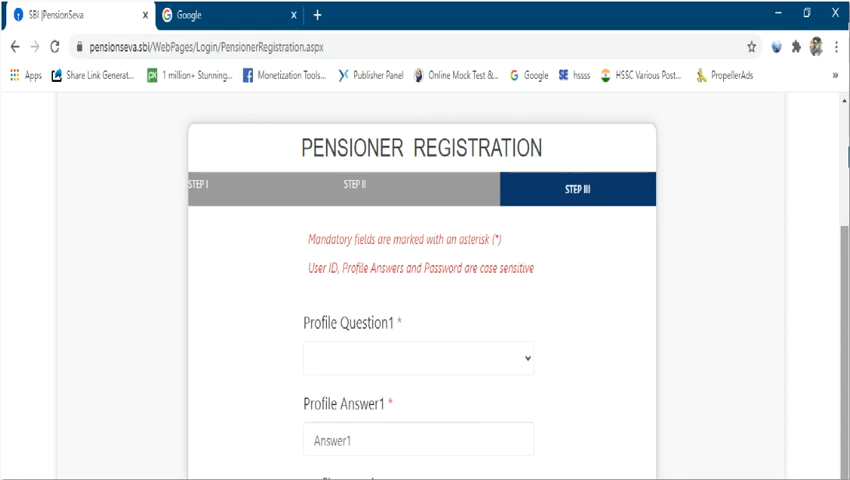 SBI |PensionSeva
Google
pensionseva.sbi/WebPages/Login/PensionerRegistration.aspx
Apps Share Link Generat... 1 million+ Stunning... Monetization Tools... Publisher Panel Online Mock Test &... Google hssss HSSC Various Post... PropellerAds »
PENSIONER REGISTRATION
STEP I STEP II STEP III
Mandatory fields are marked with an asterisk (*)
User ID, Profile Answers and Password are case sensitive
Profile Question1 *
Profile Answer1 *
Answer1